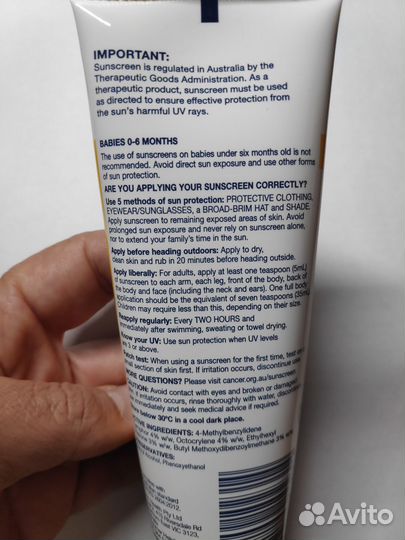 IMPORTANT:
Sunscreen is regulated in Australia by the
Therapeutic Goods Administration. As a
therapeutic product, sunscreen must be used
as directed to ensure effective protection from
the sun's harmful UV rays.
BABIES 0-6 MONTHS
The use of sunscreens on babies under six months old is not
recommended. Avoid direct sun exposure and use other forms
of sun protection.
ARE YOU APPLYING YOUR SUNSCREEN CORRECTLY?
Use 5 methods of sun protection: PROTECTIVE CLOTHING,
EYEWEAR/SUNGLASSES, a BROAD-BRIM HAT and SHADE.
Apply sunscreen to remaining exposed areas of skin. Avoid
prolonged sun exposure and never rely on sunscreen alone,
nor to extend your family's time in the sun.
Apply before heading outdoors: Apply to dry,
clean skin and rub in 20 minutes before heading outside.
Apply liberally: For adults, apply at least one teaspoon (5mL)
of sunscreen to each arm, each leg, front of the body, back of
the body and face (including the neck and ears). One full body
application should be the equivalent of seven teaspoons (35mL).
Children may require less than this, depending on their size.
Reapply regularly: Every TWO HOURS and
immediately after swimming, sweating or towel drying.
your UV: Use sun protection when UV levels
3 or above.
test: When using a sunscreen for the first time, test on a
small section of skin first. If irritation occurs, discontinue use.
QUESTIONS? Please visit cancer.org.au/sunscreen
CAUTION: Avoid contact with eyes and broken or damaged
If irritation occurs, rinse thoroughly with water,
immediately and seek medical advice if required.
below 30°C in a cool dark place.
INGREDIENTS: 4-Methylbenzylidene
4% w/w, Octocrylene 4% w/w, Ethylhexyl
3% w/w, Butyl Methoxydibenzoylmethane 3% w/w
Alcohol, Phenoxyethanol
with
standard
2012.
Pty Ltd
Riversdale Rd
VIC 3123,
Avito